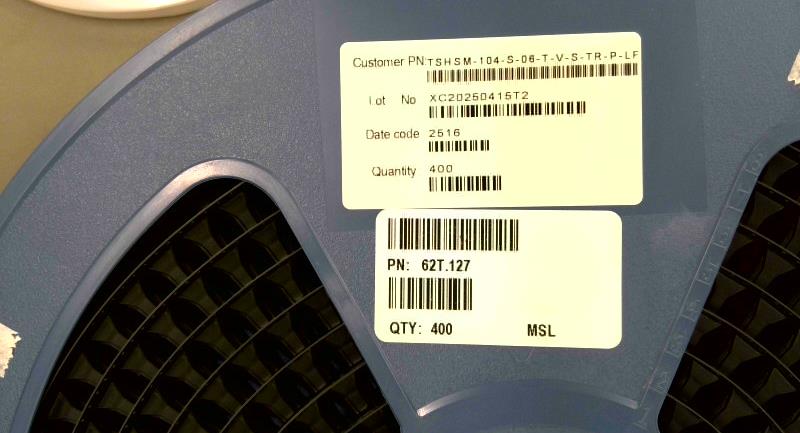 Customer PN:TSHSM-104-S-06-T-V-S-TR-P-LF
Lot No XC20250415T2
Date code 2516
Quantity 400
PN: 62T.127
QTY: 400 MSL